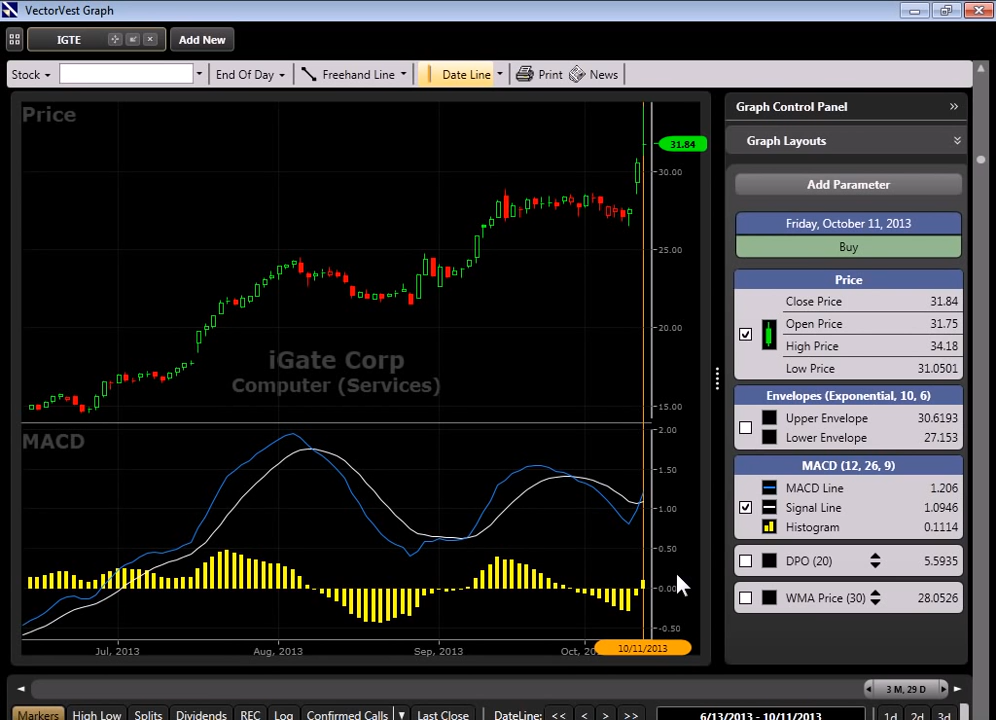 VectorVest Graph
IGTE
Add New
Stock
End Of Day
Freehand Line
Date Line
Print
News
Price
31.84
30.00
25.00
20.00
15.00
iGate Corp
Computer (Services)
MACD
2.00
1.50
1.00
0.50
0.00
-0.50
Jul, 2013
Aug, 2013
Sep, 2013
Oct, 20
10/11/2013
Graph Control Panel
Graph Layouts
Add Parameter
Friday, October 11, 2013
Buy
Price
Close Price 31.84
Open Price 31.75
High Price 34.18
Low Price 31.0501
Envelopes (Exponential, 10, 6)
Upper Envelope 30.6193
Lower Envelope 27.153
MACD (12, 26, 9)
MACD Line 1.206
Signal Line 1.0946
Histogram 0.1114
DPO (20) 5.5935
WMA Price (30) 28.0526
3 M, 29 D
Markers High Low Splits Dividends REC Log Confirmed Calls Last Close DateLine: << < > >> 6/13/2013 - 10/11/2013 1d 2d 3d